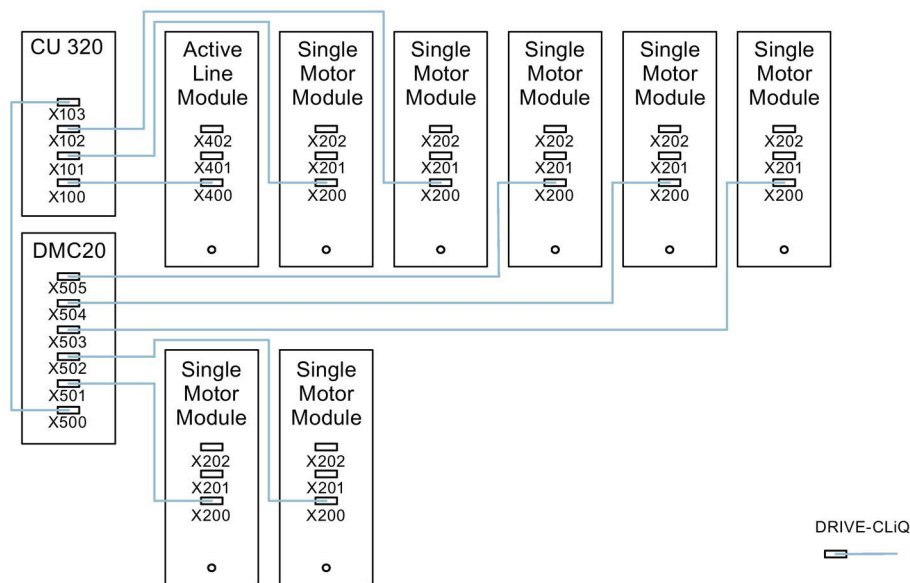 CU 320
X103
X102
X101
X100
Active
Line
Module
X402
X401
X400
Single
Motor
Module
X202
X201
X200
Single
Motor
Module
X202
X201
X200
Single
Motor
Module
X202
X201
X200
Single
Motor
Module
X202
X201
X200
Single
Motor
Module
X202
X201
X200
DMC20
X505
X504
X503
X502
X501
X500
Single
Motor
Module
X202
X201
X200
Single
Motor
Module
X202
X201
X200
DRIVE-CLiQ